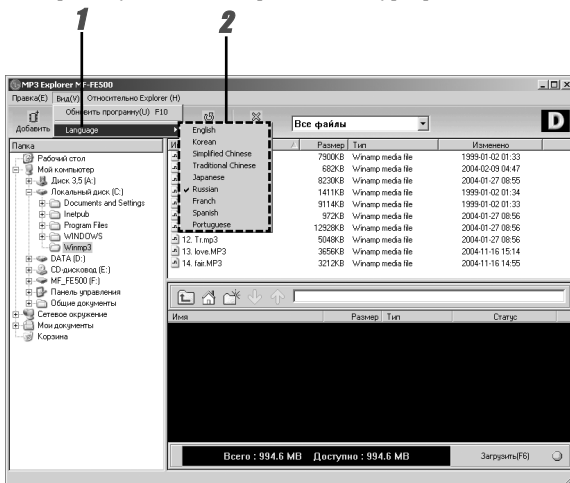 1
2
MP3 Explorer MF-FE500
Правка(E) Вид(V) Относительно Explorer (H)
Обновить программу(U) F10
Добавить
Language
English
Korean
Simplified Chinese
Traditional Chinese
Japanese
Russian
Franch
Spanish
Portuguese
Все файлы
D
Папка
Рабочий стол
Мой компьютер
Диск 3,5 (A:)
Локальный диск (C:)
Documents and Settings
Inetpub
Program Files
WINDOWS
Winmp3
DATA (D:)
CD-дисковод (E:)
MF_FE500 (F:)
Панель управления
Общие документы
Сетевое окружение
Мои документы
Корзина
Размер Тип Изменено
7900KB Winamp media file 1999-01-02 01:33
682KB Winamp media file 2004-02-09 04:47
8230KB Winamp media file 2004-01-27 08:55
1411KB Winamp media file 1999-01-02 01:34
9114KB Winamp media file 1999-01-02 01:33
972KB Winamp media file 2004-01-27 08:56
12928KB Winamp media file 2004-01-27 08:56
12. Tr.mp3 5048KB Winamp media file 2004-01-27 08:56
13. love.MP3 3656KB Winamp media file 2004-11-16 15:14
14. fair.MP3 3212KB Winamp media file 2004-11-16 14:55
Имя Размер Тип Статус
Всего : 994.6 MB Доступно : 994.6 MB
Загрузить(F6)